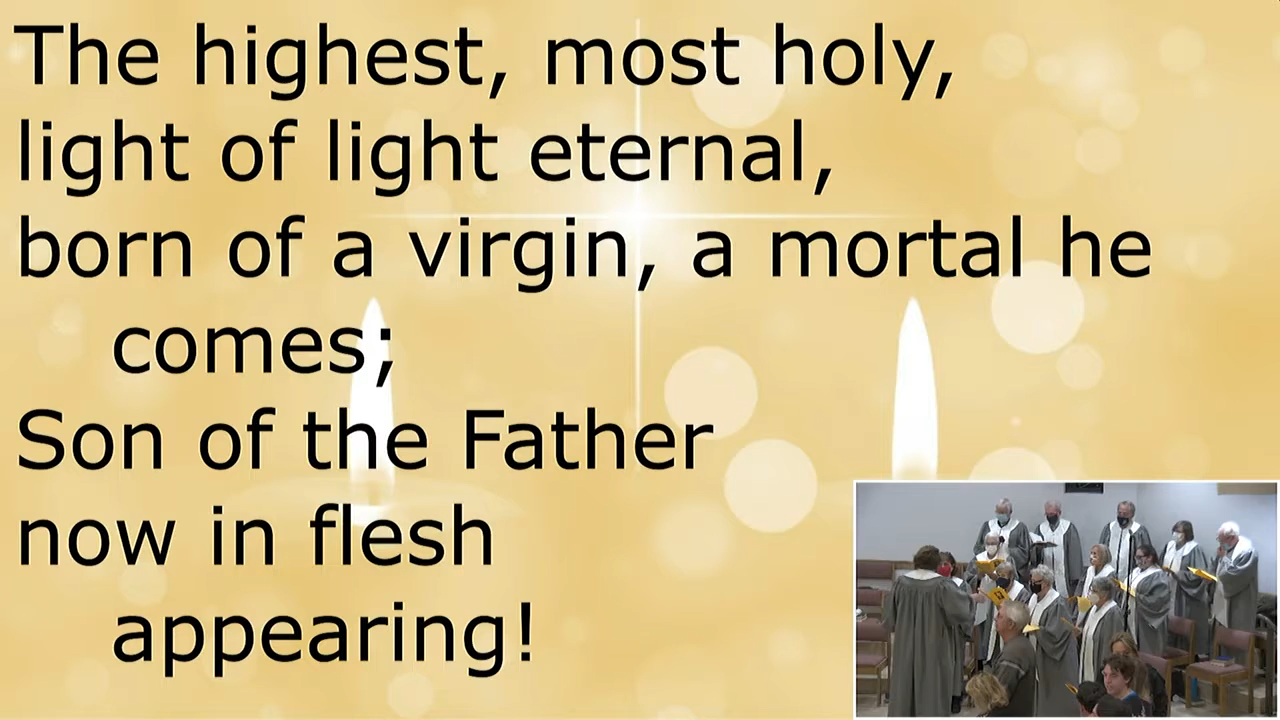 The highest, most holy,
light of light eternal,
born of a virgin, a mortal he
comes;
Son of the Father
now in flesh
appearing!